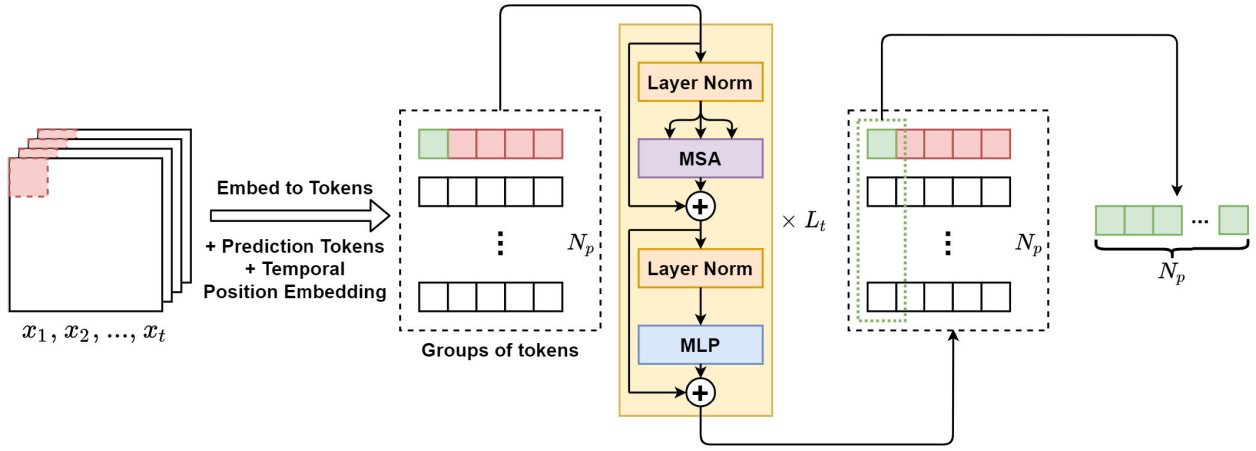 x₁, x₂, ..., xₜ
Embed to Tokens
+ Prediction Tokens
+ Temporal
Position Embedding
Nₚ
Groups of tokens
Layer Norm
MSA
+
Layer Norm
MLP
+
× Lₜ
Nₚ
...
Nₚ